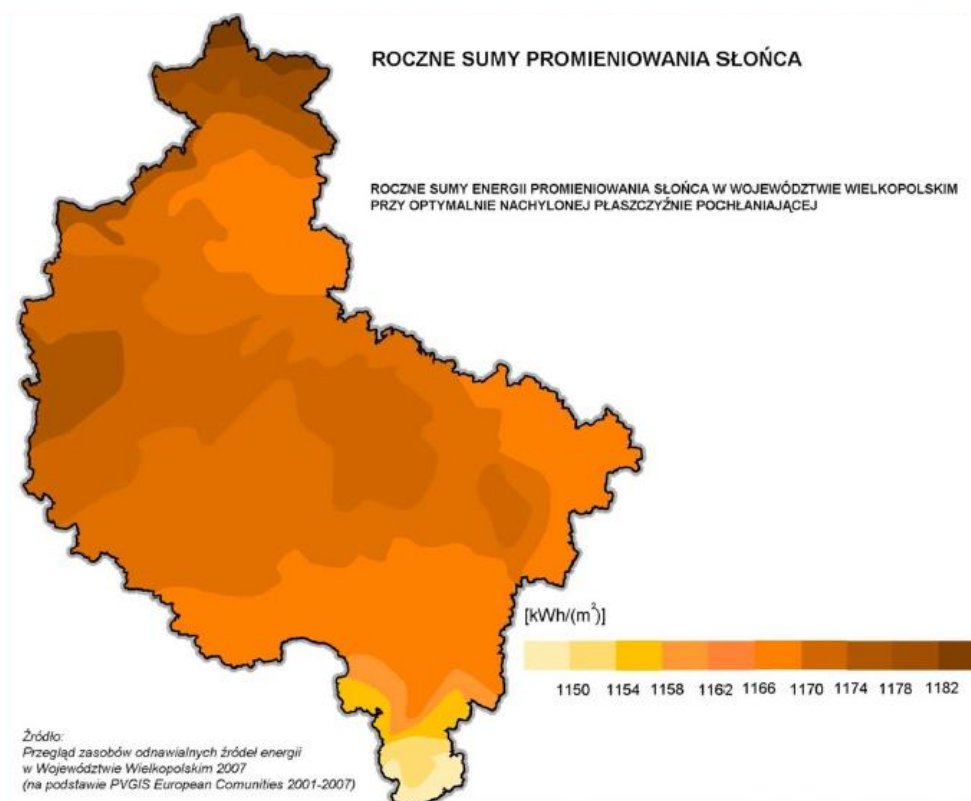 ROCZNE SUMY PROMIENIOWANIA SŁOŃCA
ROCZNE SUMY ENERGII PROMIENIOWANIA SŁOŃCA W WOJEWÓDZTWIE WIELKOPOLSKIM
PRZY OPTYMALNIE NACHYLONEJ PŁASZCZYŹNIE POCHŁANIAJĄCEJ
[kWh/(m²)]
1150 1154 1158 1162 1166 1170 1174 1178 1182
Źródło:
Przegląd zasobów odnawialnych źródeł energii
w Województwie Wielkopolskim 2007
(na podstawie PVGIS European Comunities 2001-2007)